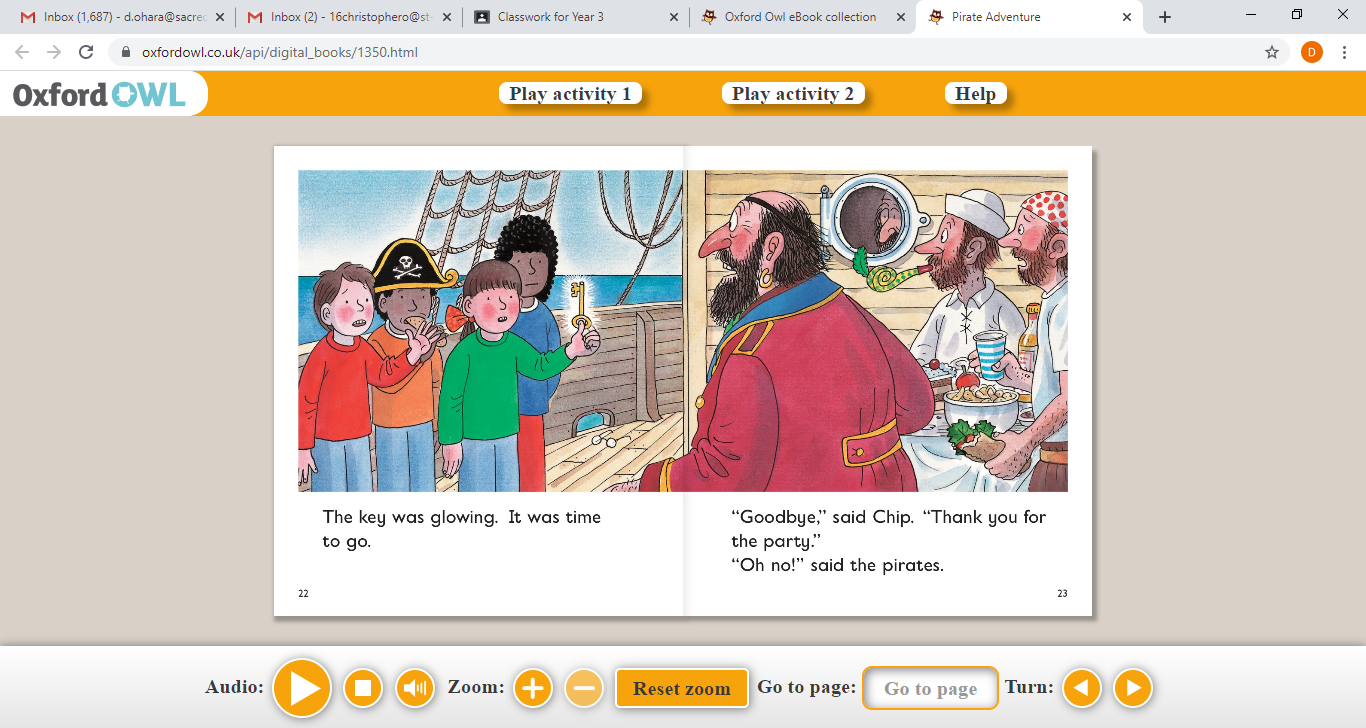 Inbox (1,687) - d.ohara@sacred
Inbox (2) - 16christophero@st-
Classwork for Year 3
Oxford Owl eBook collection
Pirate Adventure
oxfordowl.co.uk/api/digital_books/1350.html
D
Oxford OWL
Play activity 1
Play activity 2
Help
The key was glowing. It was time
to go.
22
“Goodbye,” said Chip. “Thank you for
the party.”
“Oh no!” said the pirates.
23
Audio:
Zoom:
Reset zoom
Go to page:
Go to page
Turn: